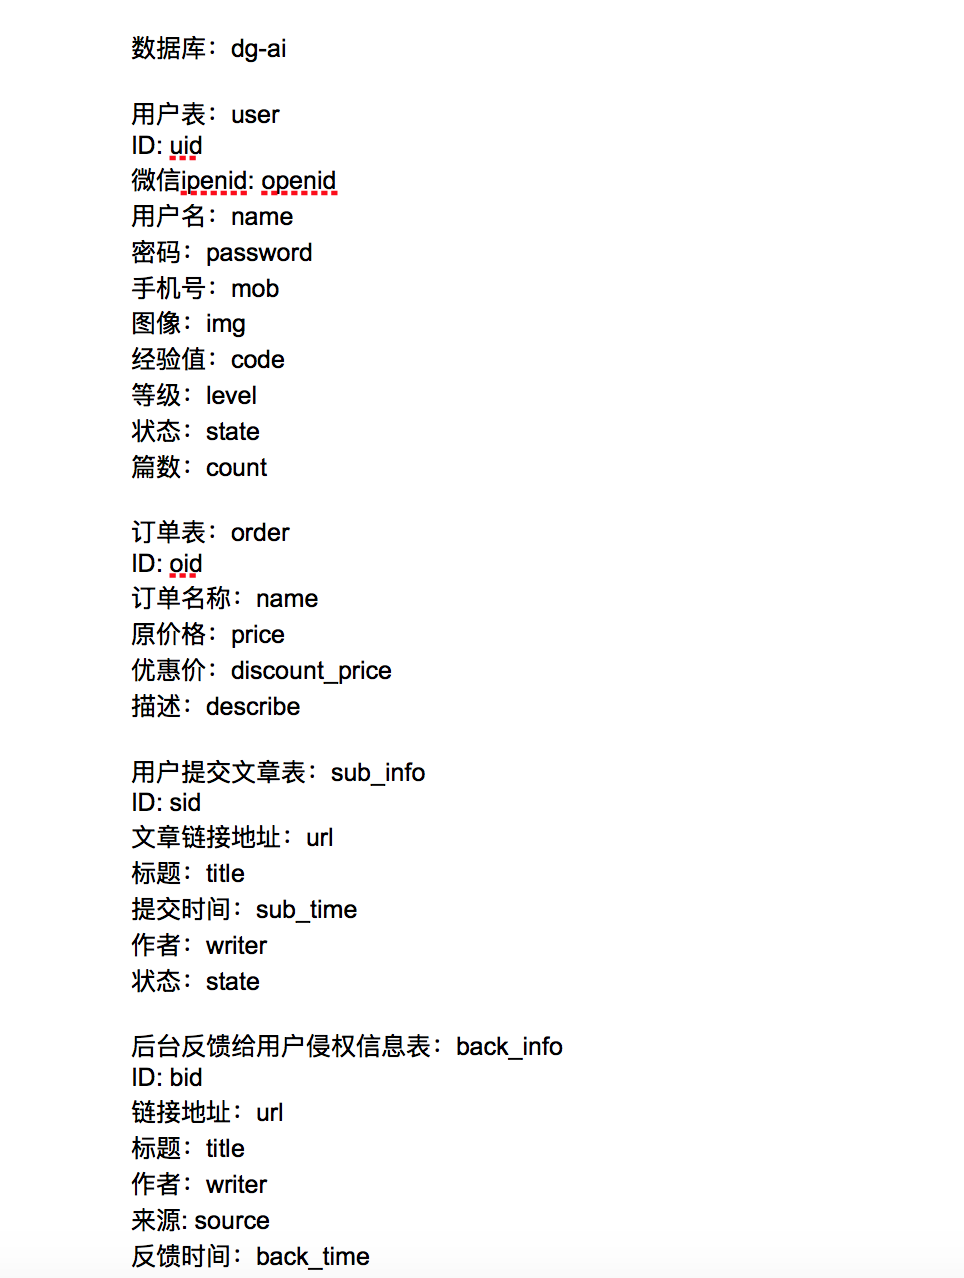 数据库：dg-ai
用户表：user
ID: uid
微信ipenid: openid
用户名：name
密码：password
手机号：mob
图像：img
经验值：code
等级：level
状态：state
篇数：count
订单表：order
ID: oid
订单名称：name
原价格：price
优惠价：discount_price
描述：describe
用户提交文章表：sub_info
ID: sid
文章链接地址：url
标题：title
提交时间：sub_time
作者：writer
状态：state
后台反馈给用户侵权信息表：back_info
ID: bid
链接地址：url
标题：title
作者：writer
来源: source
反馈时间：back_time